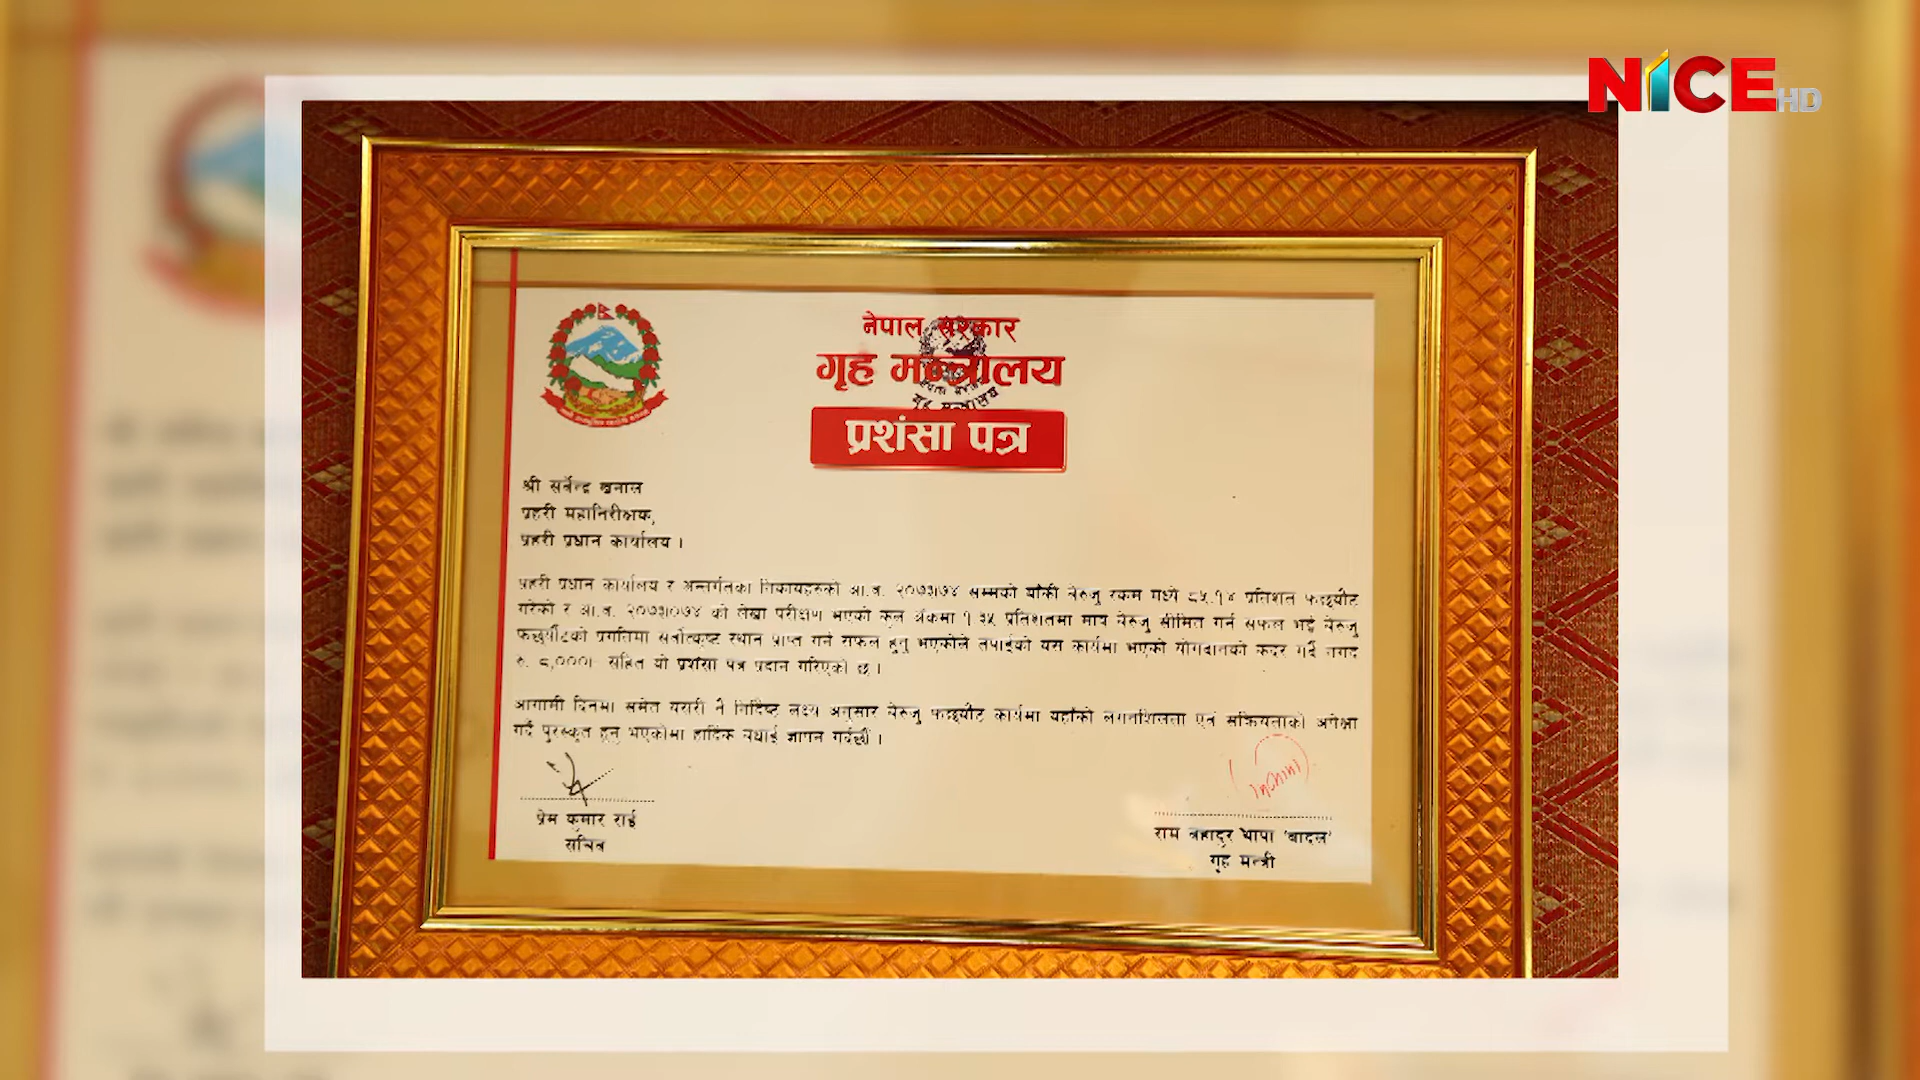 NICE HD
नेपाल सरकार
गृह मन्त्रालय
प्रशंसा पत्र
श्री सर्वेन्द्र खनाल
प्रहरी महानिरीक्षक,
प्रहरी प्रधान कार्यालय ।
प्रहरी प्रधान कार्यालय र अन्तर्गतका निकायहरुको आ.व. २०७३।७४ सम्मको बाँकी बेरुजु रकम मध्ये ८५.१४ प्रतिशत फर्छ्यौट
गरेको र आ.व. २०७३।०७४ को लेखा परीक्षण भएको कुल अंकमा १.३५ प्रतिशतमा मात्र बेरुजु सीमित गर्न सफल भई बेरुजु
फर्छ्यौटको प्रगतिमा सर्वोत्कृष्ट स्थान प्राप्त गर्न सफल हुनु भएकोले तपाईको यस कार्यमा भएको योगदानको कदर गर्दै नगद
रु. ८,०००।- सहित यो प्रशंसा पत्र प्रदान गरिएको छ ।
आगामी दिनमा समेत यसरी नै निर्दिष्ट लक्ष्य अनुसार बेरुजु फर्छ्यौट कार्यमा यहाँको लगनशिलता एवं सक्रियताको अपेक्षा
गर्दै पुरस्कृत हुनु भएकोमा हार्दिक बधाई ज्ञापन गर्दछौं ।
प्रेम कुमार राई
सचिव
राम बहादुर थापा 'बादल'
गृह मन्त्री